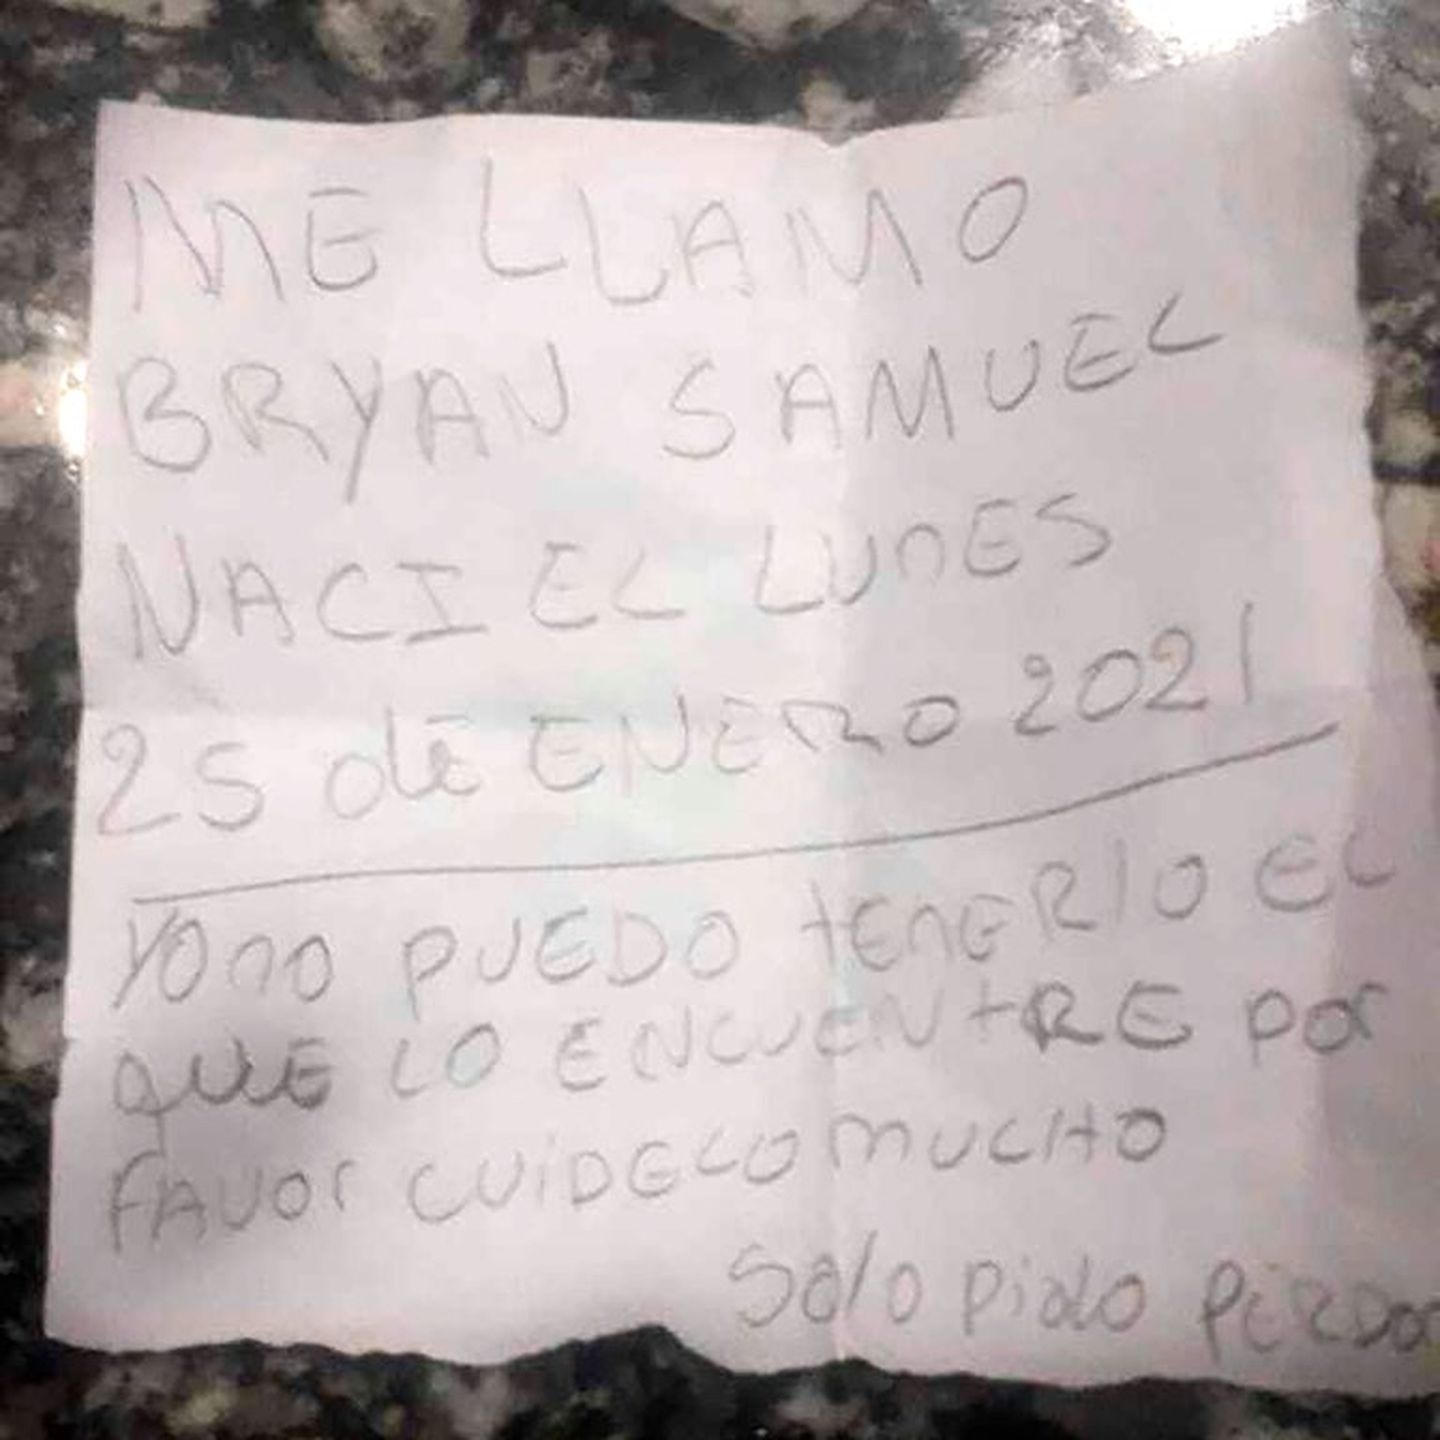 ME LLAMO
BRYAN SAMUEL
NACI EL LUNES
25 de ENERO 2021
YO no PUEDO tENERlO EL
QUE LO ENCUENtRE por
FAVOr CUiDELO MUCHO
Solo Pido PERDon